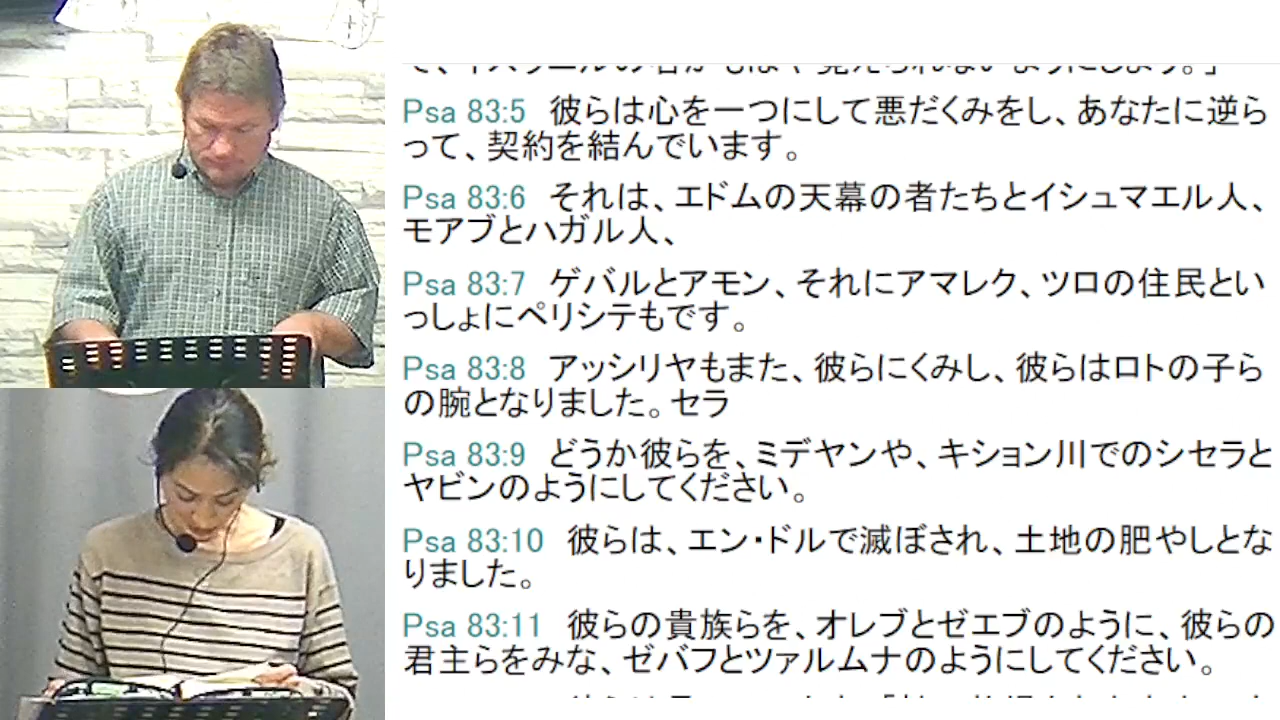 Psa 83:5 彼らは心を一つにして悪だくみをし、あなたに逆ら
って、契約を結んでいます。
Psa 83:6 それは、エドムの天幕の者たちとイシュマエル人、
モアブとハガル人、
Psa 83:7 ゲバルとアモン、それにアマレク、ツロの住民とい
っしょにペリシテもです。
Psa 83:8 アッシリヤもまた、彼らにくみし、彼らはロトの子ら
の腕となりました。セラ
Psa 83:9 どうか彼らを、ミデヤンや、キション川でのシセラと
ヤビンのようにしてください。
Psa 83:10 彼らは、エン・ドルで滅ぼされ、土地の肥やしとな
りました。
Psa 83:11 彼らの貴族らを、オレブとゼエブのように、彼らの
君主らをみな、ゼバフとツァルムナのようにしてください。